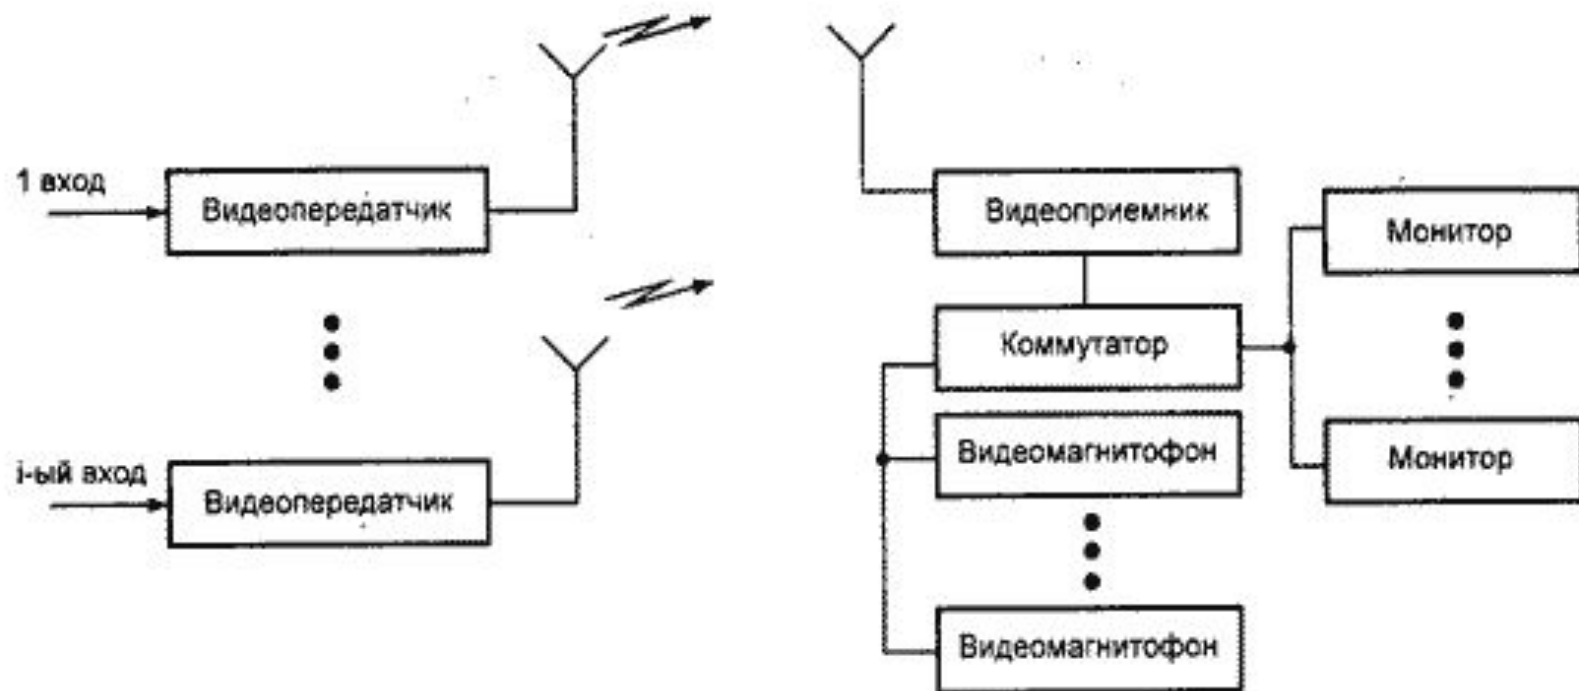 1 вход
Видеопередатчик
i-ый вход
Видеопередатчик
Видеоприемник
Коммутатор
Видеомагнитофон
Видеомагнитофон
Монитор
Монитор